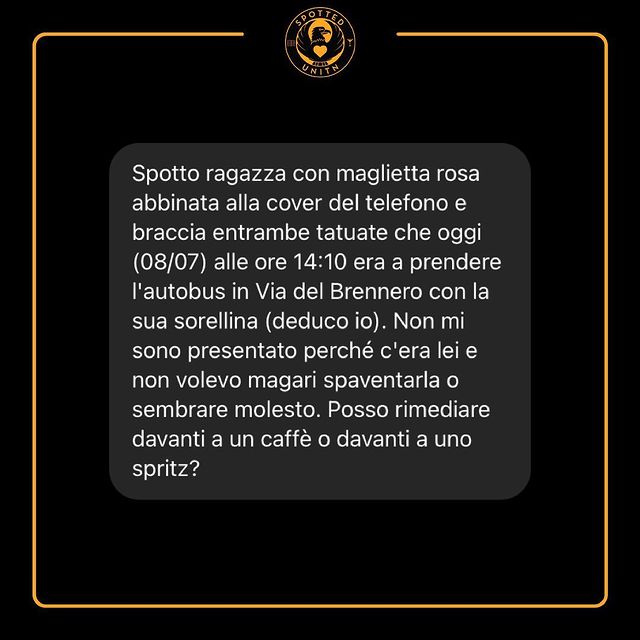 SPOTTED
UNITN
Spotto ragazza con maglietta rosa
abbinata alla cover del telefono e
braccia entrambe tatuate che oggi
(08/07) alle ore 14:10 era a prendere
l'autobus in Via del Brennero con la
sua sorellina (deduco io). Non mi
sono presentato perché c'era lei e
non volevo magari spaventarla o
sembrare molesto. Posso rimediare
davanti a un caffè o davanti a uno
spritz?